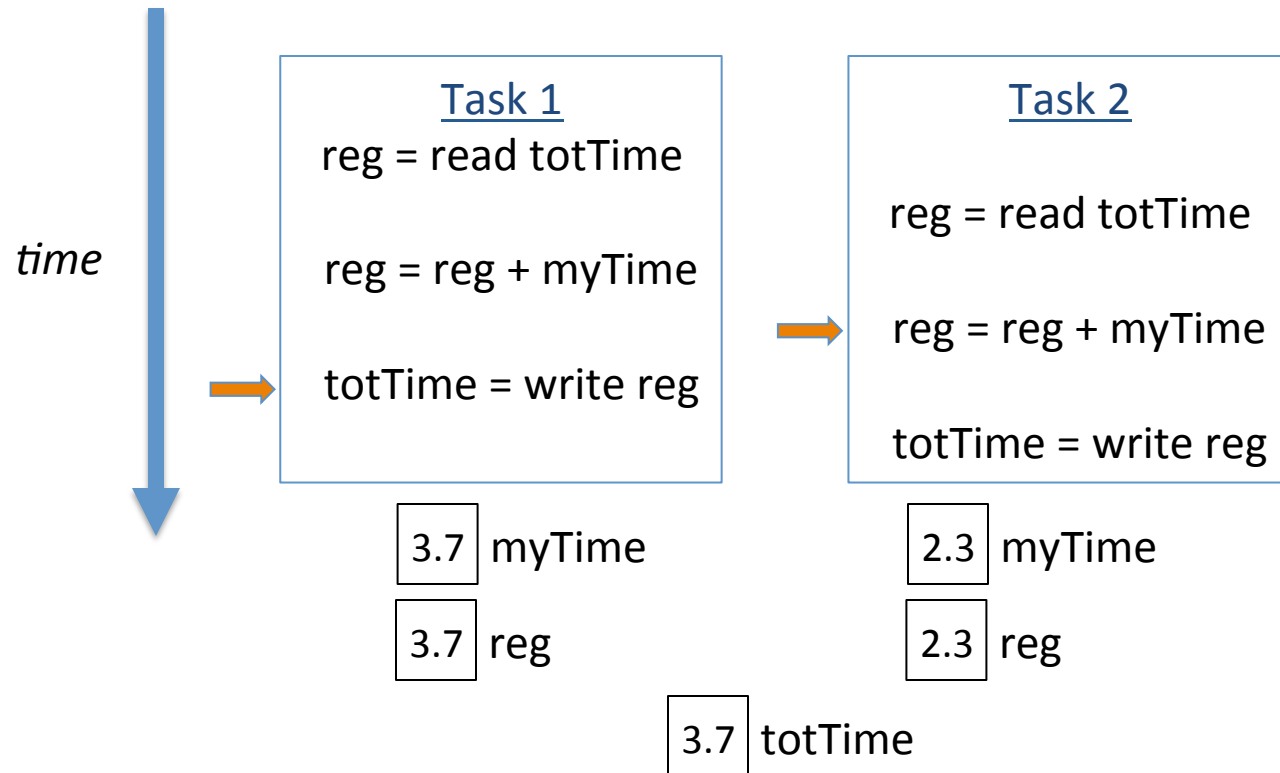 time
Task 1
reg = read totTime
reg = reg + myTime
totTime = write reg
Task 2
reg = read totTime
reg = reg + myTime
totTime = write reg
3.7 myTime
3.7 reg
2.3 myTime
2.3 reg
3.7 totTime